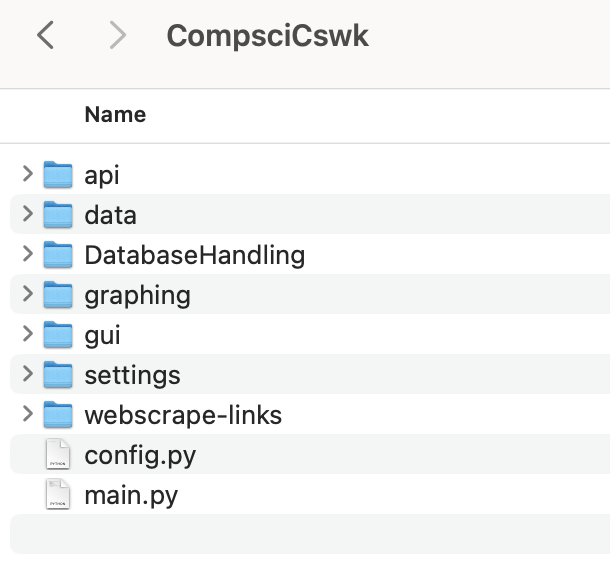 CompsciCswk
Name
api
data
DatabaseHandling
graphing
gui
settings
webscrape-links
config.py
main.py